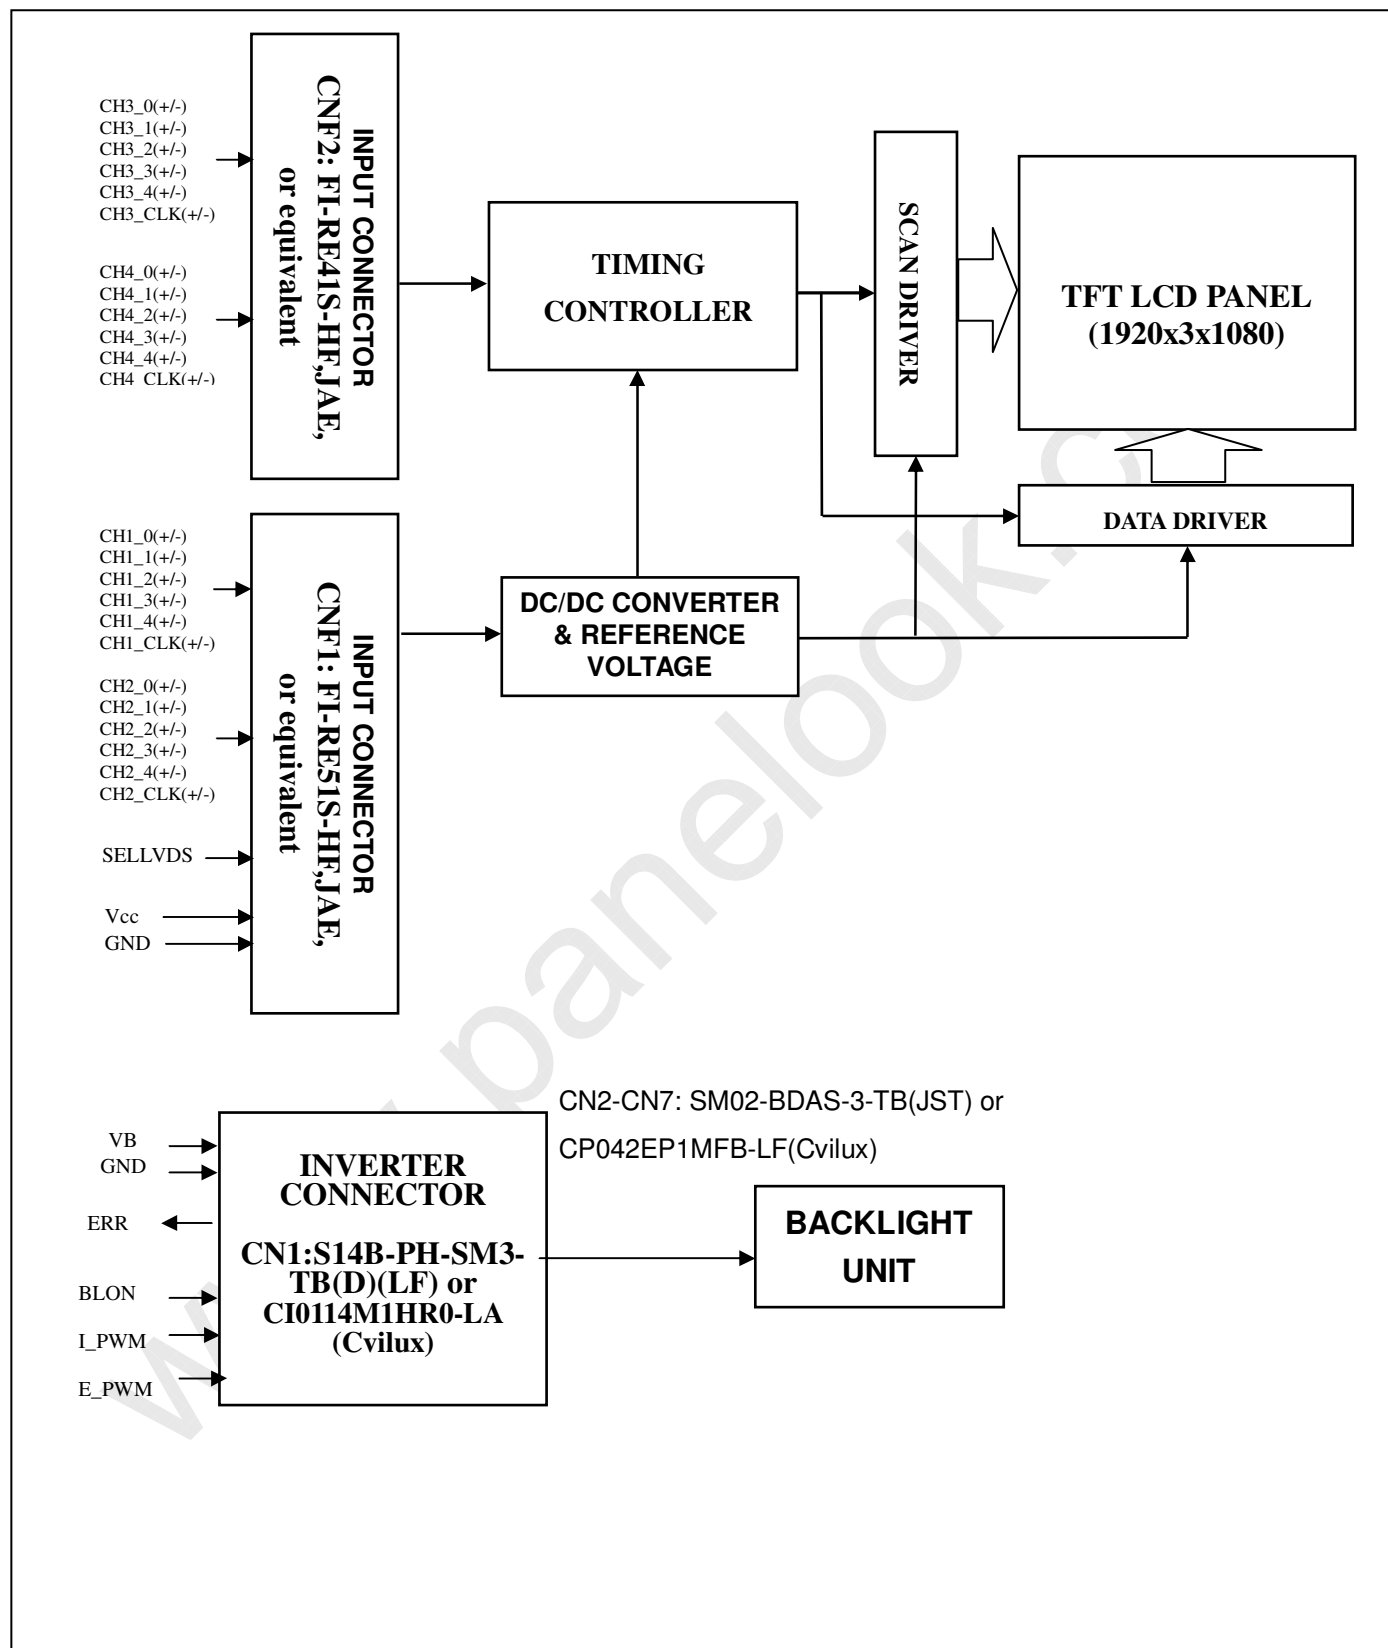 CH3_0(+/-)
CH3_1(+/-)
CH3_2(+/-)
CH3_3(+/-)
CH3_4(+/-)
CH3_CLK(+/-)
CH4_0(+/-)
CH4_1(+/-)
CH4_2(+/-)
CH4_3(+/-)
CH4_4(+/-)
CH4_CLK(+/-)
INPUT CONNECTOR
CNF2: FI-RE41S-HF,JAE,
or equivalent
TIMING
CONTROLLER
SCAN DRIVER
TFT LCD PANEL
(1920x3x1080)
DATA DRIVER
CH1_0(+/-)
CH1_1(+/-)
CH1_2(+/-)
CH1_3(+/-)
CH1_4(+/-)
CH1_CLK(+/-)
CH2_0(+/-)
CH2_1(+/-)
CH2_2(+/-)
CH2_3(+/-)
CH2_4(+/-)
CH2_CLK(+/-)
SELLVDS
Vcc
GND
INPUT CONNECTOR
CNF1: FI-RE51S-HF,JAE,
or equivalent
DC/DC CONVERTER
& REFERENCE
VOLTAGE
CN2-CN7: SM02-BDAS-3-TB(JST) or
CP042EP1MFB-LF(Cvilux)
VB
GND
ERR
BLON
I_PWM
E_PWM
INVERTER
CONNECTOR
CN1:S14B-PH-SM3-
TB(D)(LF) or
CI0114M1HR0-LA
(Cvilux)
BACKLIGHT
UNIT